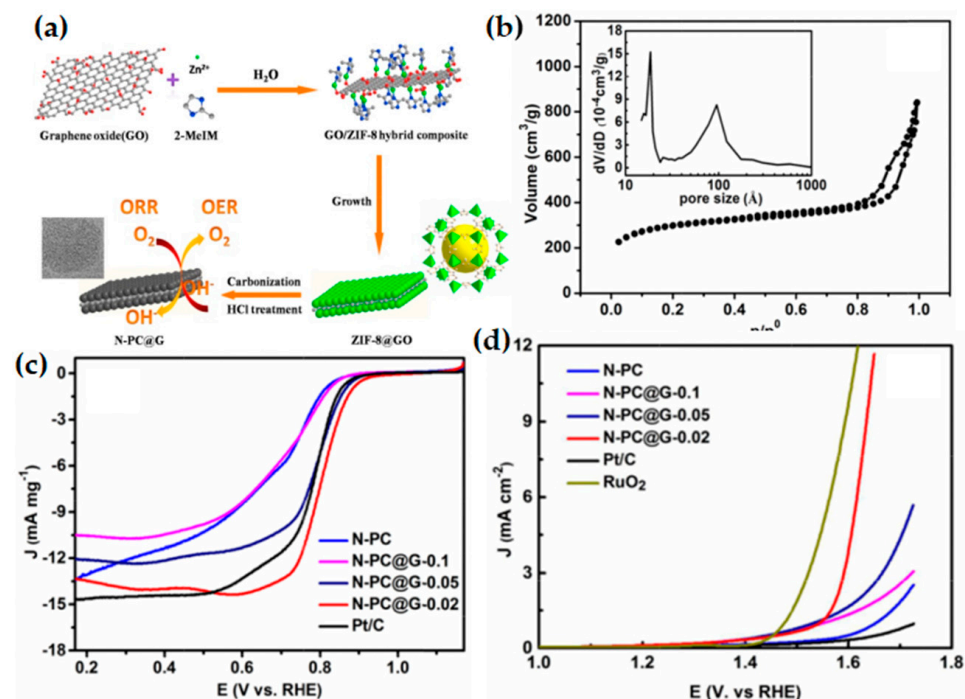 (a)
Graphene oxide(GO)
+
Zn²⁺
2-MeIM
H₂O
GO/ZIF-8 hybrid composite
Growth
ORR
O₂
OER
O₂
OH⁻
OH⁻
N-PC@G
Carbonization
HCl treatment
ZIF-8@GO
(b)
Volume (cm³/g)
1200
1000
800
600
400
200
0
0.0 0.2 0.4 0.6 0.8 1.0
p/p⁰
dV/dD (10⁻⁴cm³/g)
18
15
12
9
6
3
0
10 100 1000
pore size (Å)
(c)
J (mA mg⁻¹)
0
-3
-6
-9
-12
-15
-18
0.2 0.4 0.6 0.8 1.0
E (V vs. RHE)
N-PC
N-PC@G-0.1
N-PC@G-0.05
N-PC@G-0.02
Pt/C
(d)
J (mA cm⁻²)
12
9
6
3
0
1.0 1.2 1.4 1.6 1.8
E (V. vs RHE)
N-PC
N-PC@G-0.1
N-PC@G-0.05
N-PC@G-0.02
Pt/C
RuO₂